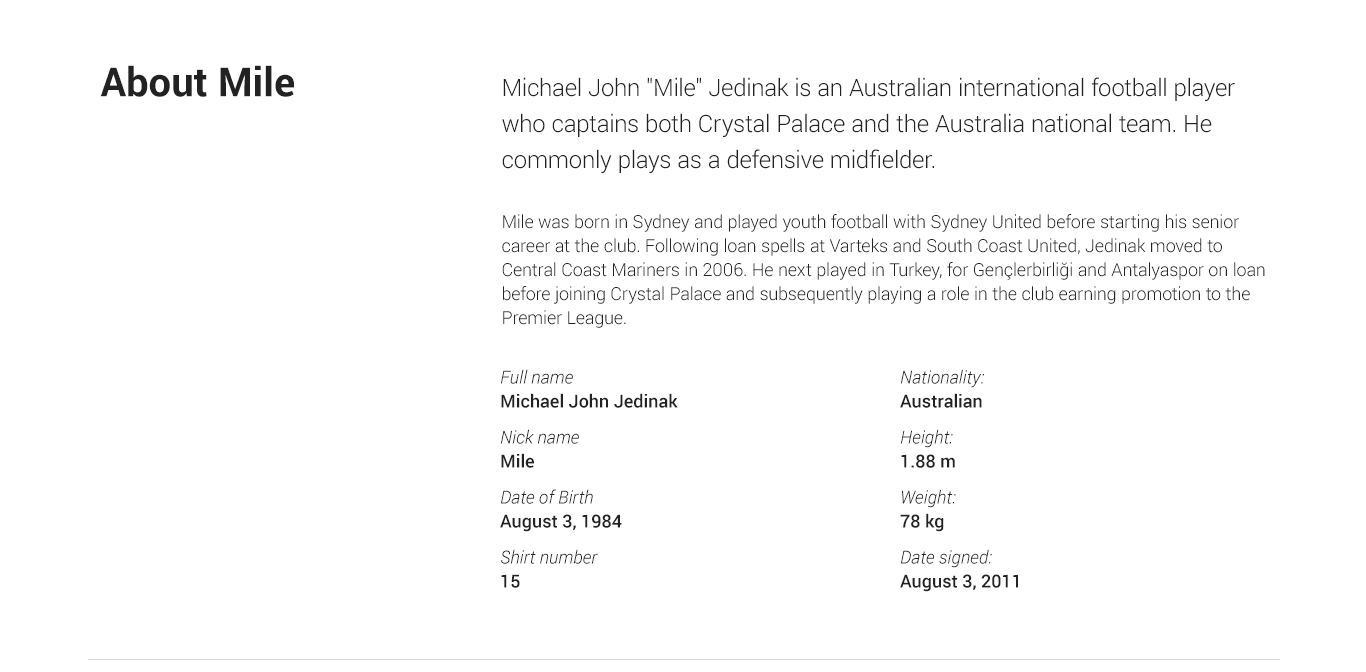 About Mile
Michael John "Mile" Jedinak is an Australian international football player
who captains both Crystal Palace and the Australia national team. He
commonly plays as a defensive midfielder.
Mile was born in Sydney and played youth football with Sydney United before starting his senior
career at the club. Following loan spells at Varteks and South Coast United, Jedinak moved to
Central Coast Mariners in 2006. He next played in Turkey, for Gençlerbirliği and Antalyaspor on loan
before joining Crystal Palace and subsequently playing a role in the club earning promotion to the
Premier League.
Full name
Michael John Jedinak
Nick name
Mile
Date of Birth
August 3, 1984
Shirt number
15
Nationality:
Australian
Height:
1.88 m
Weight:
78 kg
Date signed:
August 3, 2011